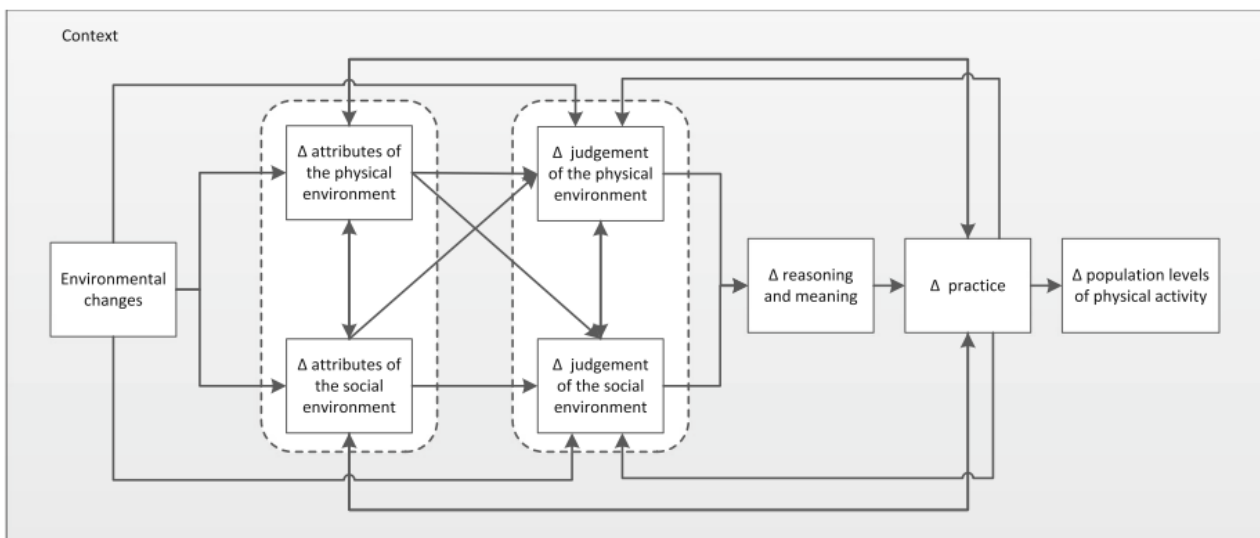 Context
Δ attributes of
the physical
environment
Δ judgement
of the physical
environment
Environmental
changes
Δ reasoning
and meaning
Δ practice
Δ population levels
of physical activity
Δ attributes of
the social
environment
Δ judgement
of the social
environment